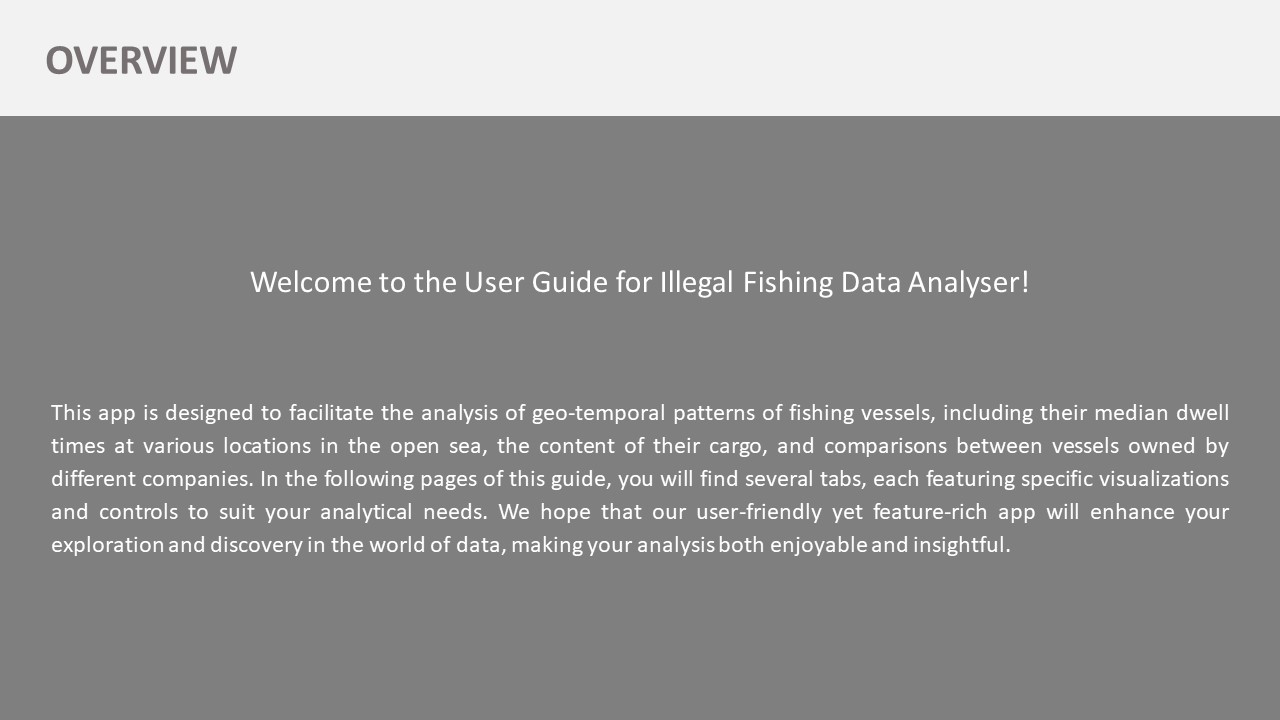 OVERVIEW
Welcome to the User Guide for Illegal Fishing Data Analyser!
This app is designed to facilitate the analysis of geo-temporal patterns of fishing vessels, including their median dwell
times at various locations in the open sea, the content of their cargo, and comparisons between vessels owned by
different companies. In the following pages of this guide, you will find several tabs, each featuring specific visualizations
and controls to suit your analytical needs. We hope that our user-friendly yet feature-rich app will enhance your
exploration and discovery in the world of data, making your analysis both enjoyable and insightful.